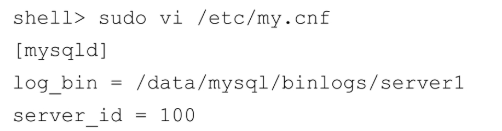 shell> sudo vi /etc/my.cnf
[mysqld]
log_bin = /data/mysql/binlogs/server1
server_id = 100